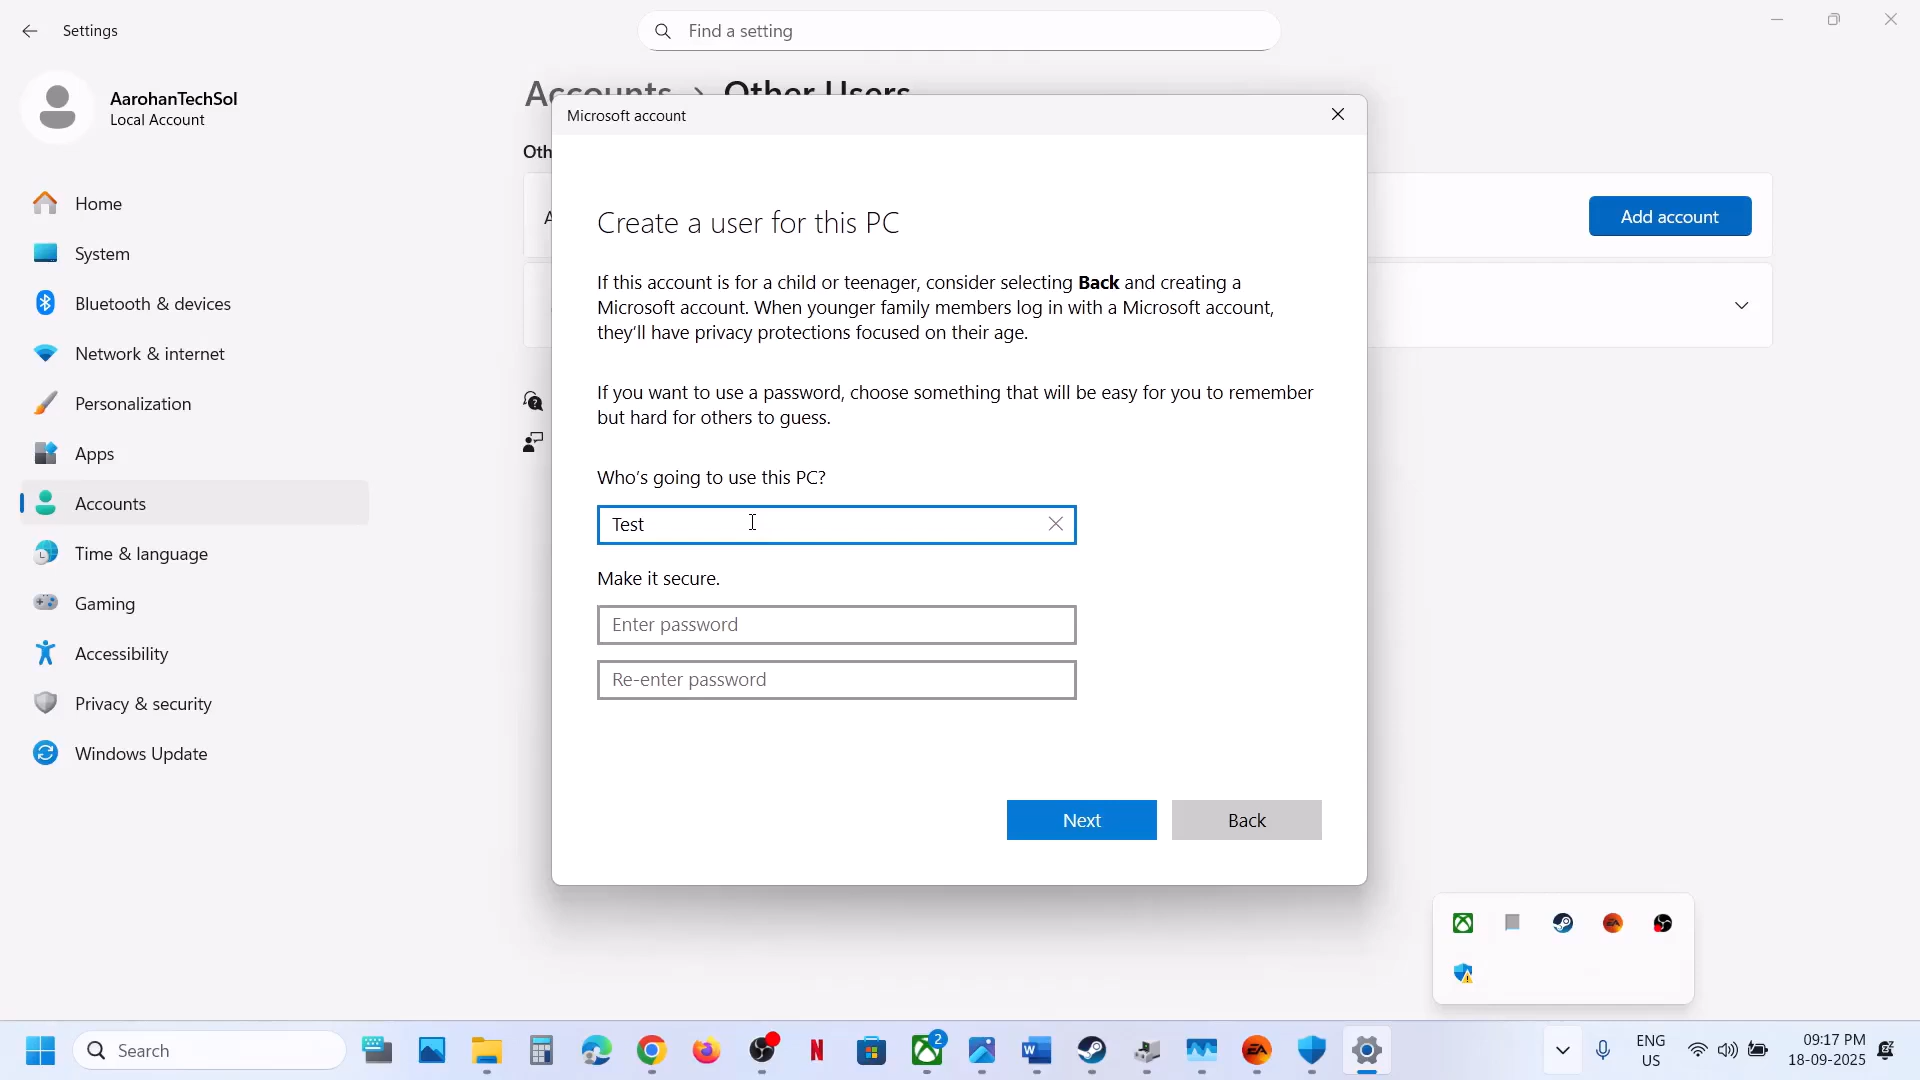 Settings
Find a setting
AarohanTechSol
Local Account
Home
System
Bluetooth & devices
Network & internet
Personalization
Apps
Accounts
Time & language
Gaming
Accessibility
Privacy & security
Windows Update
Accounts > Other Users
Oth
A
Add account
Microsoft account
Create a user for this PC
If this account is for a child or teenager, consider selecting Back and creating a
Microsoft account. When younger family members log in with a Microsoft account,
they'll have privacy protections focused on their age.
If you want to use a password, choose something that will be easy for you to remember
but hard for others to guess.
Who's going to use this PC?
Test
Make it secure.
Enter password
Re-enter password
Next
Back
Search
2
ENG
US
09:17 PM
18-09-2025